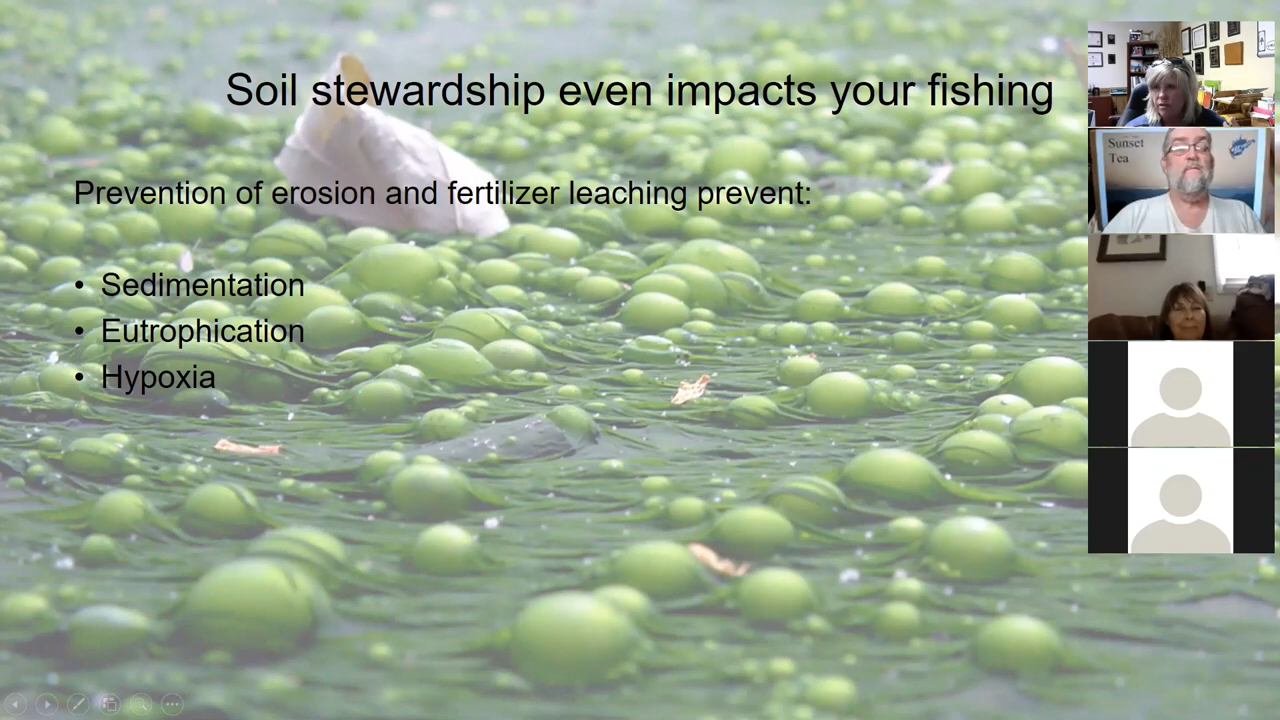 Soil stewardship even impacts your fishing
Prevention of erosion and fertilizer leaching prevent:
• Sedimentation
• Eutrophication
• Hypoxia
Sunset
Tea